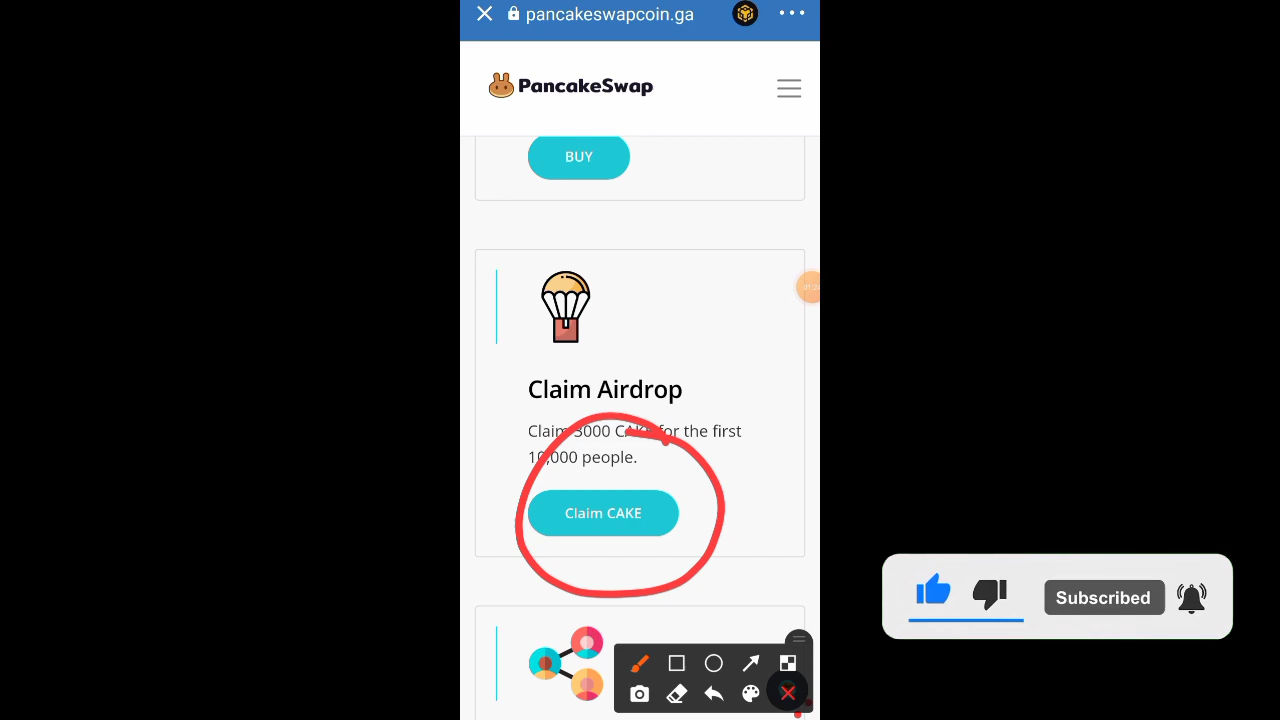 pancakeswapcoin.ga
PancakeSwap
BUY
Claim Airdrop
Claim 3000 CAKE for the first
10,000 people.
Claim CAKE
Subscribed